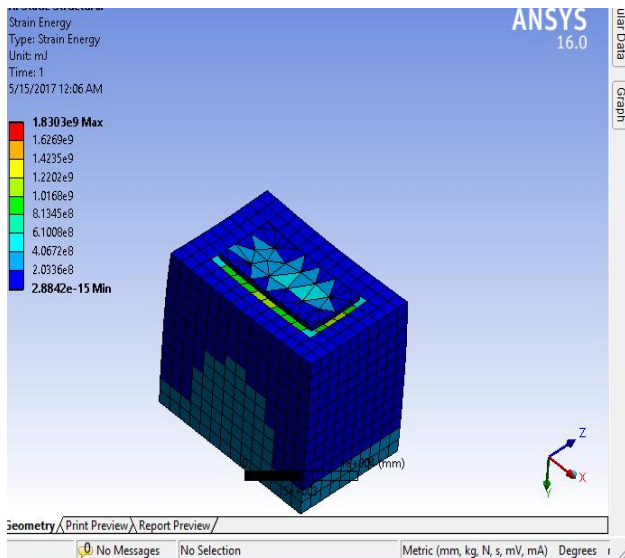 Strain Energy
Type: Strain Energy
Unit: mJ
Time: 1
5/15/2017 12:06 AM
ANSYS
16.0
ular Data
Graph
1.8303e9 Max
1.6269e9
1.4235e9
1.2202e9
1.0168e9
8.1345e8
6.1008e8
4.0672e8
2.0336e8
2.8842e-15 Min
(mm)
Z
X
Y
Geometry Print Preview Report Preview
0 No Messages No Selection Metric (mm, kg, N, s, mV, mA) Degrees